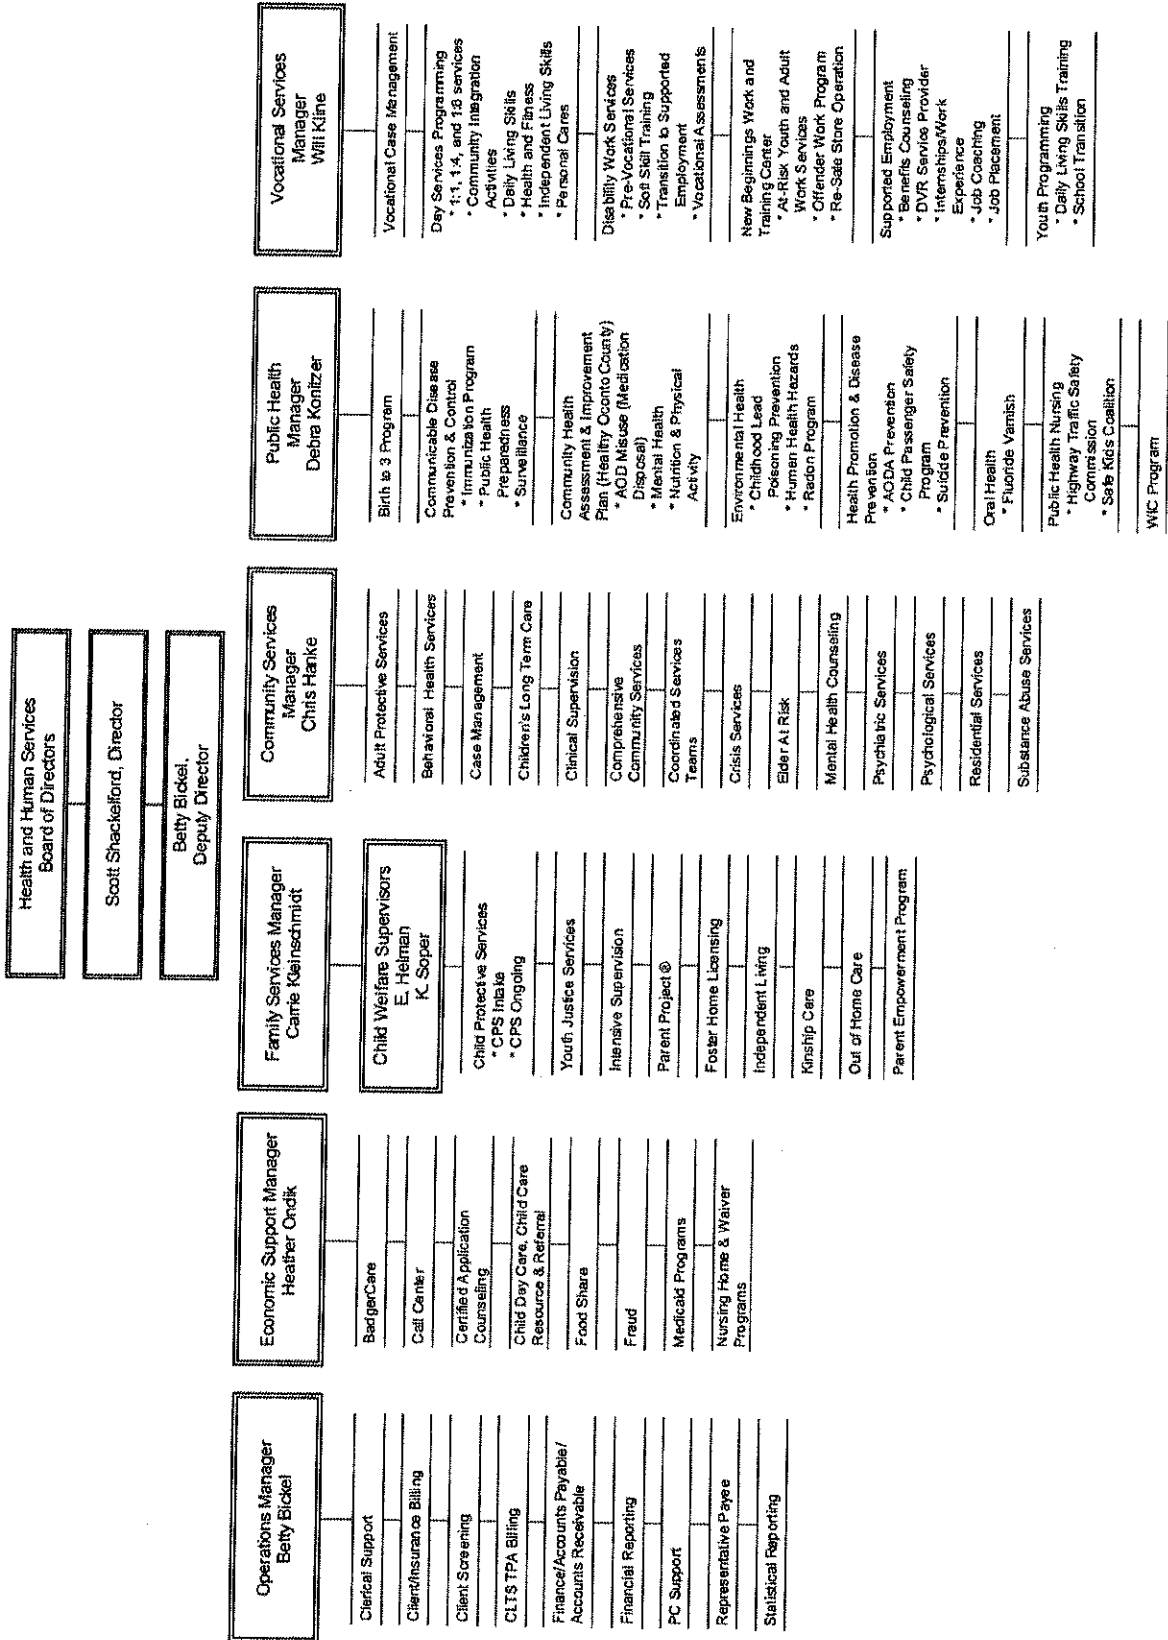 Health and Human Services
Board of Directors
Scott Shackelford, Director
Betty Bickel,
Deputy Director
Operations Manager
Betty Bickel
Clerical Support
Client/Insurance Billing
Client Screening
CLTS TPA Billing
Finance/Accounts Payable/
Accounts Receivable
Financial Reporting
PC Support
Representative Payee
Statistical Reporting
Economic Support Manager
Heather Ondik
BadgerCare
Call Center
Certified Application
Counseling
Child Day Care, Child Care
Resource & Referral
Food Share
Fraud
Medicaid Programs
Nursing Home & Waiver
Programs
Family Services Manager
Carrie Kleinschmidt
Child Welfare Supervisors
E. Helman
K. Soper
Child Protective Services
* CPS Intake
* CPS Ongoing
Youth Justice Services
Intensive Supervision
Parent Project ®
Foster Home Licensing
Independent Living
Kinship Care
Out of Home Care
Parent Empowerment Program
Community Services
Manager
Chris Hanke
Adult Protective Services
Behavioral Health Services
Case Management
Children's Long Term Care
Clinical Supervision
Comprehensive
Community Services
Coordinated Services
Teams
Crisis Services
Elder At Risk
Mental Health Counseling
Psychiatric Services
Psychological Services
Residential Services
Substance Abuse Services
Public Health
Manager
Debra Konitzer
Birth to 3 Program
Communicable Disease
Prevention & Control
* Immunization Program
* Public Health
Preparedness
* Surveillance
Community Health
Assessment & Improvement
Plan (Healthy Oconto County)
* AOD Misuse (Medication
Disposal)
* Mental Health
* Nutrition & Physical
Activity
Environmental Health
* Childhood Lead
Poisoning Prevention
* Human Health Hazards
* Radon Program
Health Promotion & Disease
Prevention
* AODA Prevention
* Child Passenger Safety
Program
* Suicide Prevention
Oral Health
* Fluoride Varnish
Public Health Nursing
* Highway Traffic Safety
Commission
* Safe Kids Coalition
WIC Program
Vocational Services
Manager
Will Kline
Vocational Case Management
Day Services Programming
* 1:1, 1:4, and 1:8 services
* Community Integration
Activities
* Daily Living Skills
* Health and Fitness
* Independent Living Skills
* Personal Cares
Disability Work Services
* Pre-Vocational Services
* Soft Skill Training
* Transition to Supported
Employment
* Vocational Assessments
New Beginnings Work and
Training Center
* At-Risk Youth and Adult
Work Services
* Offender Work Program
* Re-Sale Store Operation
Supported Employment
* Benefits Counseling
* DVR Service Provider
* Internships/Work
Experience
* Job Coaching
* Job Placement
Youth Programming
* Daily Living Skills Training
* School Transition